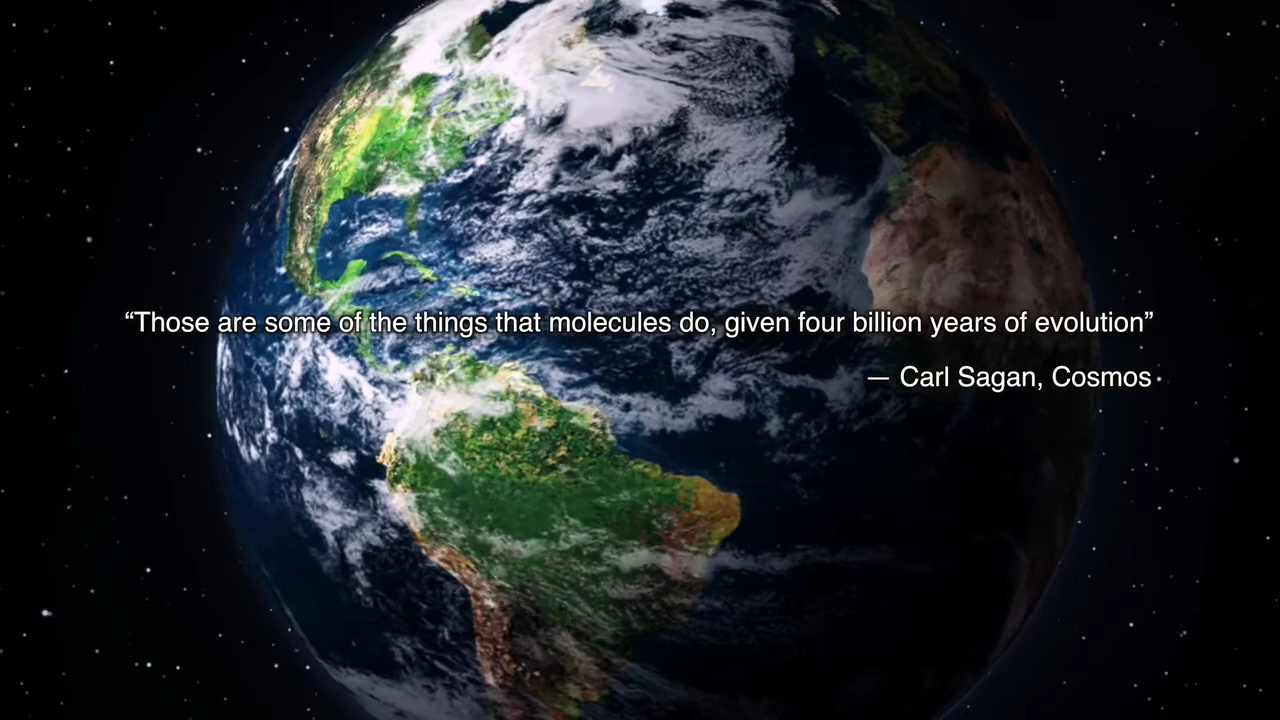 “Those are some of the things that molecules do, given four billion years of evolution”
— Carl Sagan, Cosmos